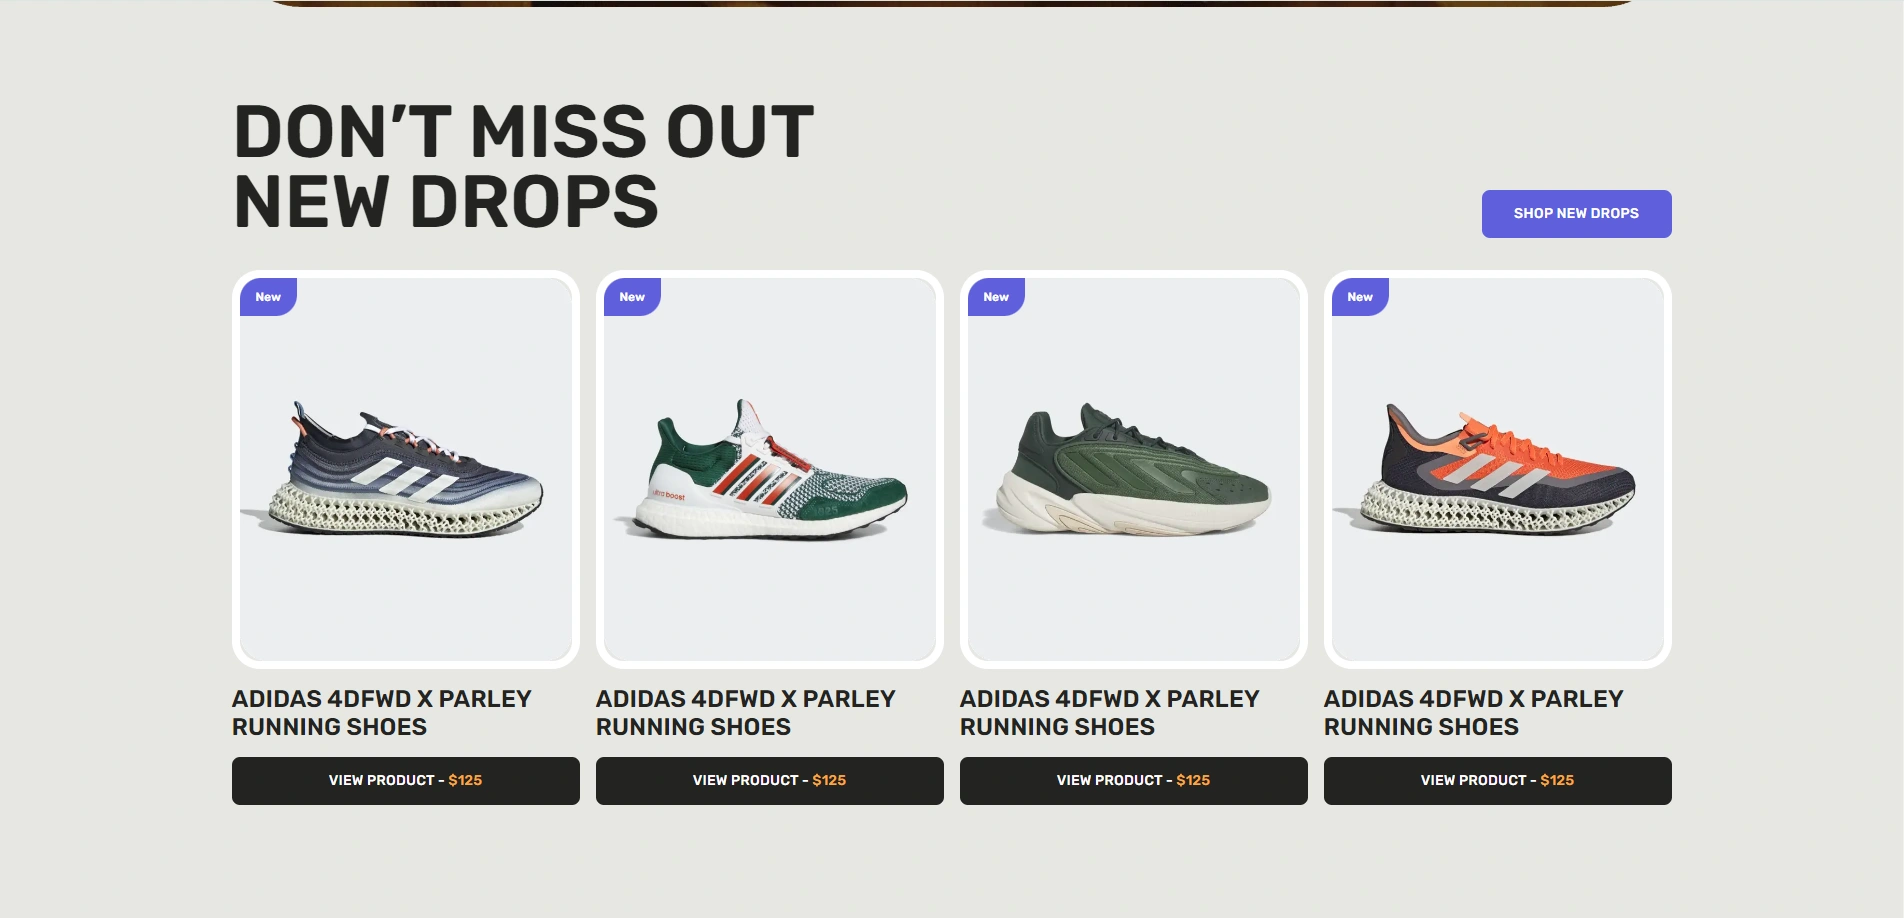 DON’T MISS OUT
NEW DROPS
SHOP NEW DROPS
New
New
New
New
ultra boost
ADIDAS 4DFWD X PARLEY
RUNNING SHOES
ADIDAS 4DFWD X PARLEY
RUNNING SHOES
ADIDAS 4DFWD X PARLEY
RUNNING SHOES
ADIDAS 4DFWD X PARLEY
RUNNING SHOES
VIEW PRODUCT - $125
VIEW PRODUCT - $125
VIEW PRODUCT - $125
VIEW PRODUCT - $125